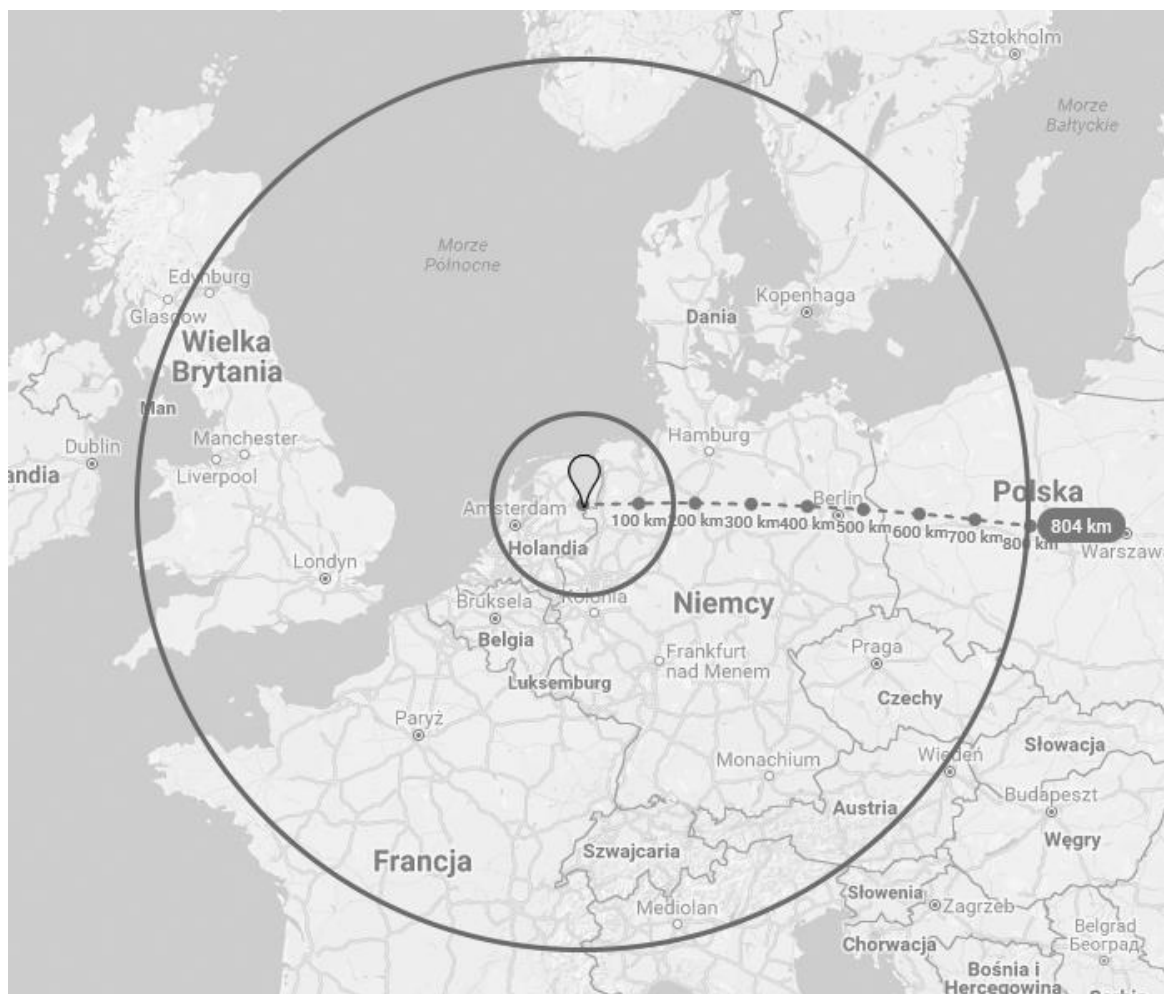 Sztokholm
Morze
Bałtyckie
Morze
Północne
Edynburg
Glasgow
Wielka
Brytania
Kopenhaga
Dania
Man
Dublin
Manchester
Liverpool
andia
Hamburg
Amsterdam
Holandia
100 km
200 km
300 km
400 km
Berlin
500 km
600 km
700 km
800 km
804 km
Polska
Warszaw
Londyn
Bruksela
Belgia
Kolonia
Niemcy
Luksemburg
Frankfurt
nad Menem
Praga
Czechy
Paryż
Monachium
Wiedeń
Słowacja
Austria
Budapeszt
Węgry
Francja
Szwajcaria
Mediolan
Słowenia
Zagrzeb
Chorwacja
Belgrad
Београд
Bośnia i
Hercegowina